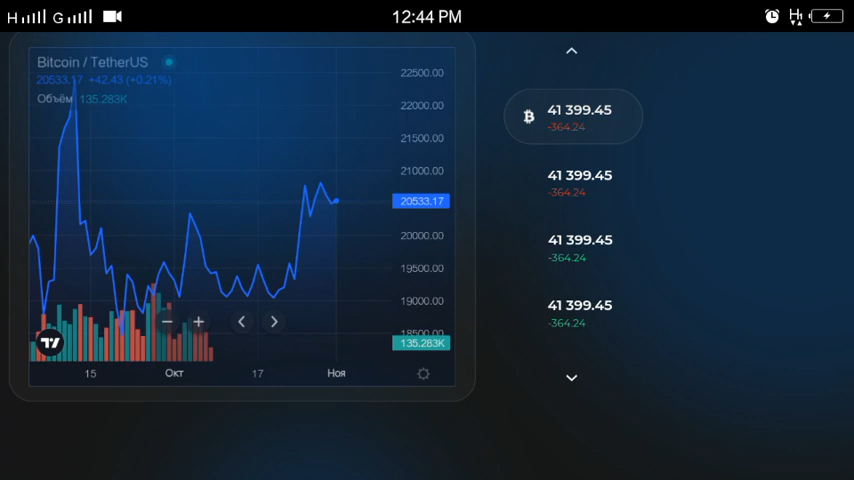 H G 12:44 PM H1
Bitcoin / TetherUS
20533.17 +42.43 (+0.21%)
Объём 135.283K
22500.00
22000.00
21500.00
21000.00
20533.17
20000.00
19500.00
19000.00
18500.00
135.283K
15 Окт 17 Ноя
41 399.45
-364.24
41 399.45
-364.24
41 399.45
-364.24
41 399.45
-364.24